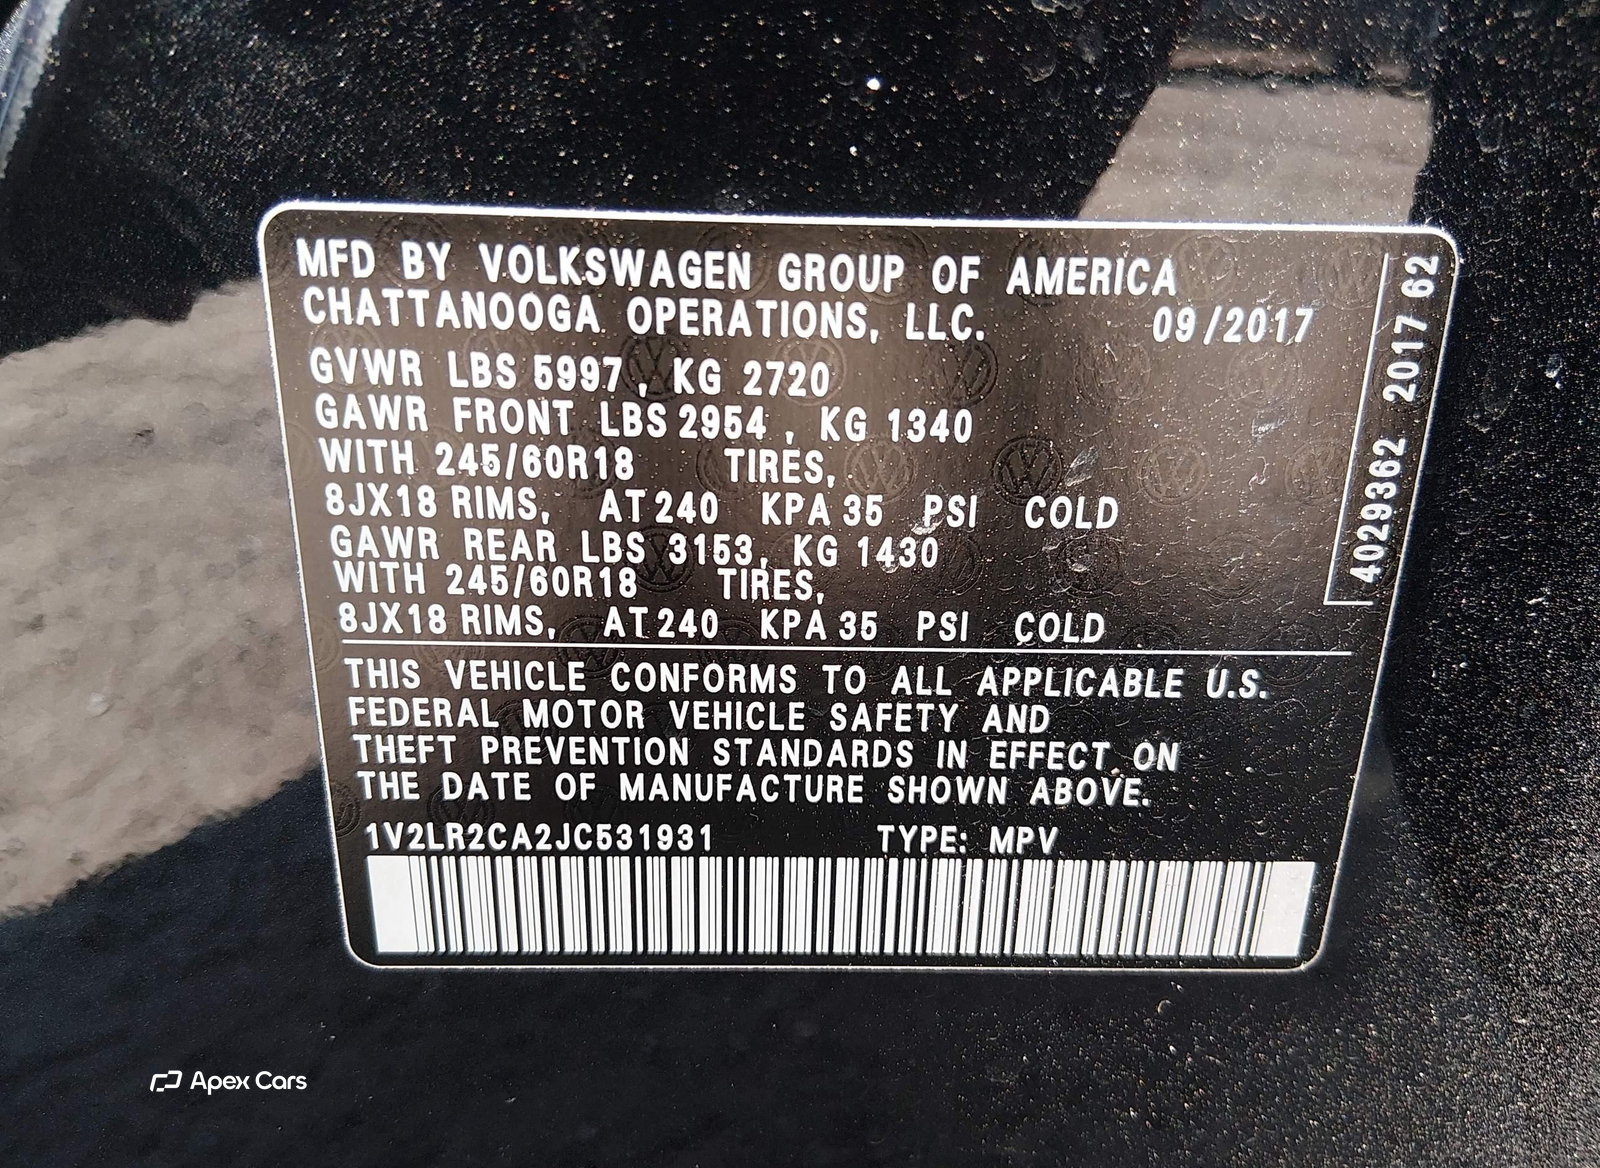 MFD BY VOLKSWAGEN GROUP OF AMERICA
CHATTANOOGA OPERATIONS, LLC. 09/2017
GVWR LBS 5997, KG 2720
GAWR FRONT LBS 2954, KG 1340
WITH 245/60R18 TIRES,
8JX18 RIMS, AT 240 KPA 35 PSI COLD
GAWR REAR LBS 3153, KG 1430
WITH 245/60R18 TIRES,
8JX18 RIMS, AT 240 KPA 35 PSI COLD
THIS VEHICLE CONFORMS TO ALL APPLICABLE U.S.
FEDERAL MOTOR VEHICLE SAFETY AND
THEFT PREVENTION STANDARDS IN EFFECT ON
THE DATE OF MANUFACTURE SHOWN ABOVE.
1V2LR2CA2JC531931 TYPE: MPV
4029362 2017 62
Apex Cars